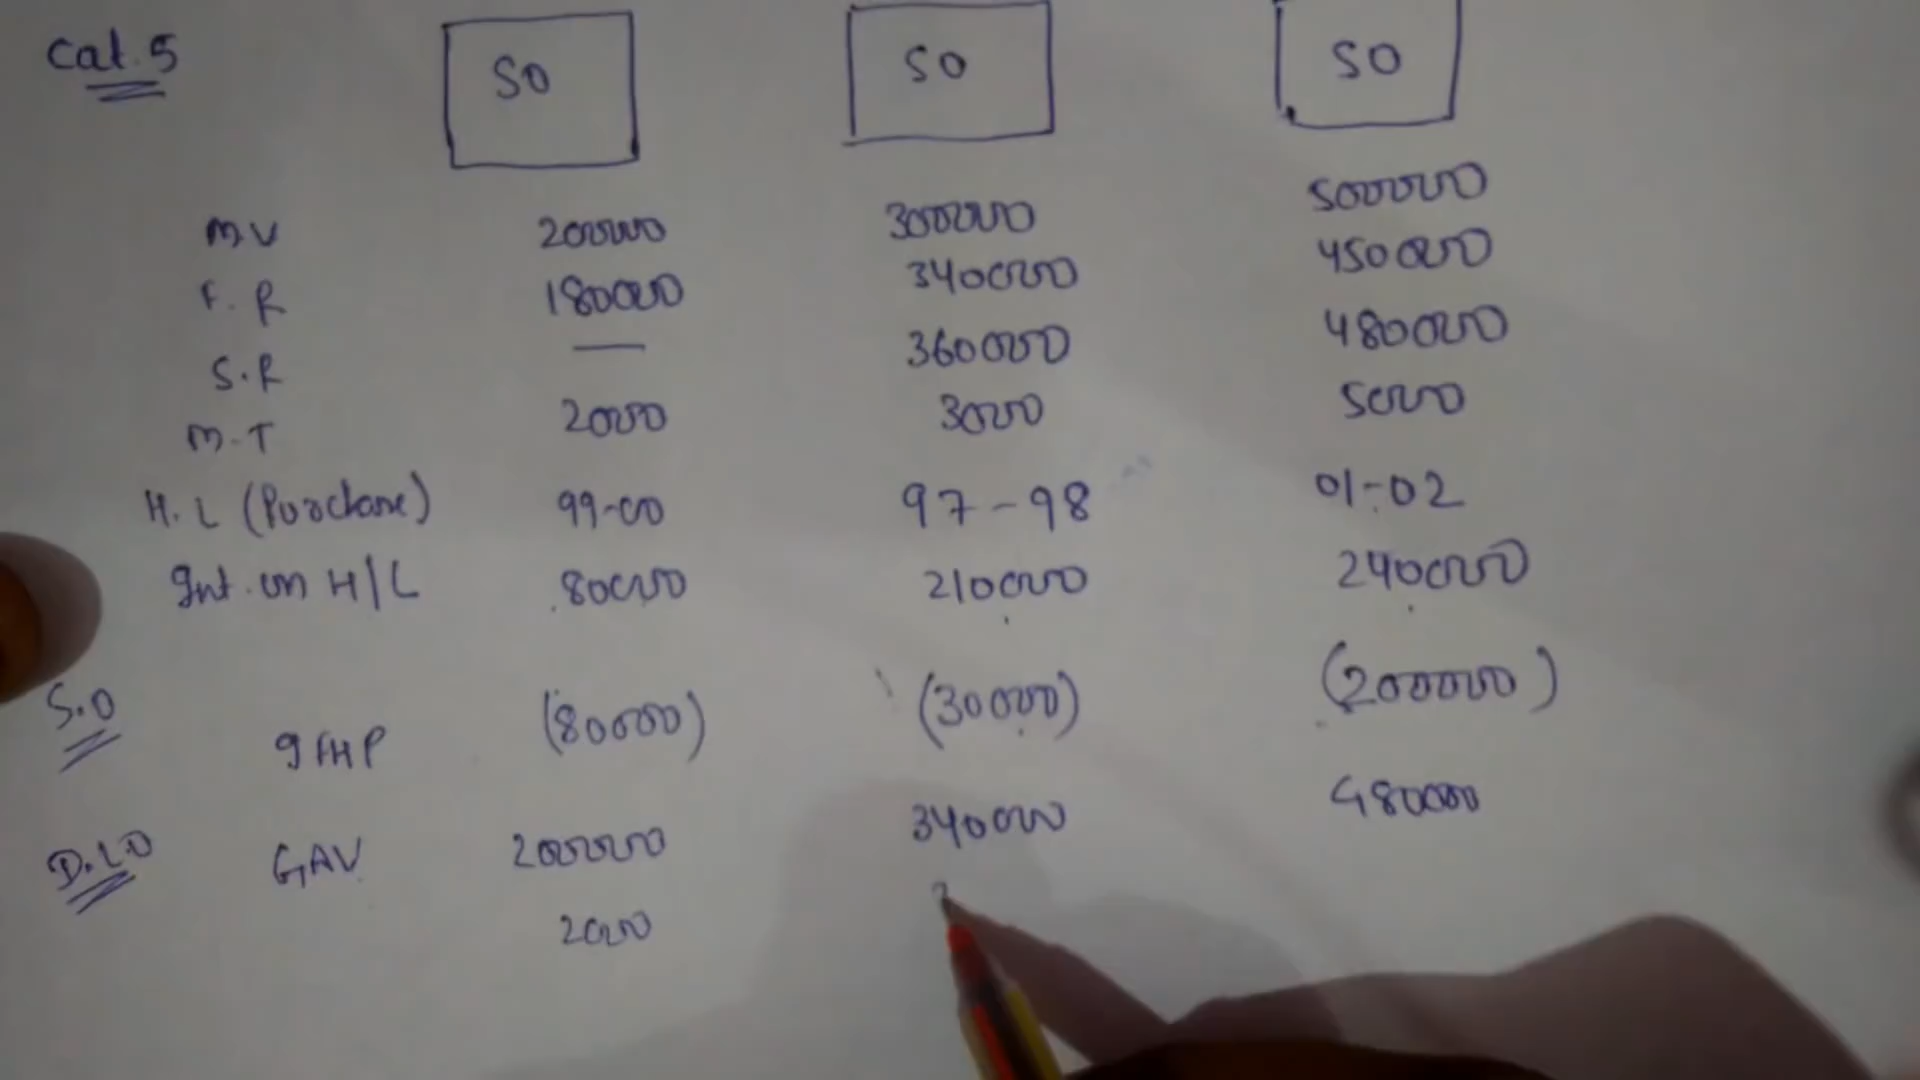 Cat. 5 SO SO SO
M.V 200000 300000 500000
F.R 180000 340000 450000
S.R — 360000 480000
M.T 2000 3000 5000
H.L (Purchase) 99-00 97-98 01-02
Int. on H/L 80000 210000 240000
S.O IFHP (80000) (30000) (200000)
D.L.O GAV 200000 340000 480000
2000